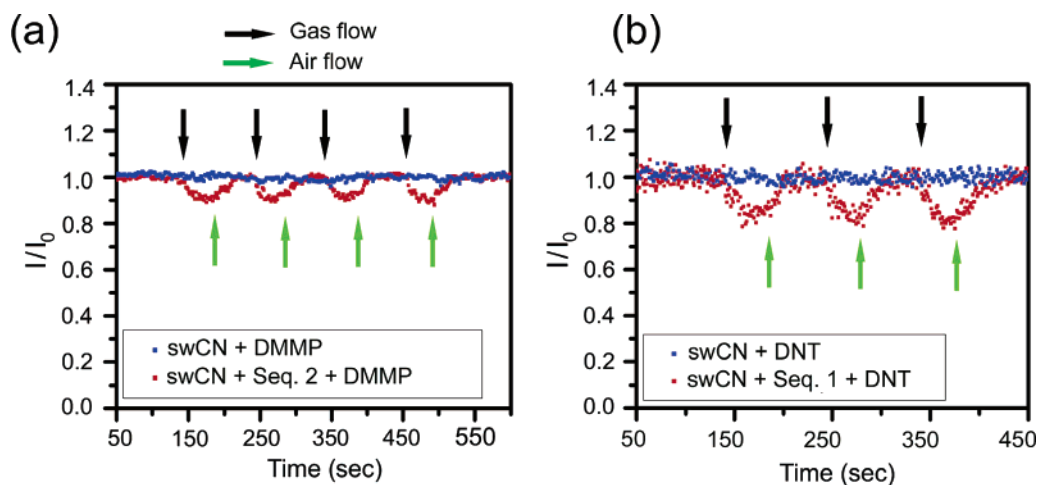 (a)
Gas flow
Air flow
1.4
1.2
1.0
0.8
0.6
0.4
0.2
0.0
I/I0
swCN + DMMP
swCN + Seq. 2 + DMMP
50 150 250 350 450 550
Time (sec)
(b)
1.4
1.2
1.0
0.8
0.6
0.4
0.2
0.0
I/I0
swCN + DNT
swCN + Seq. 1 + DNT
50 150 250 350 450
Time (sec)